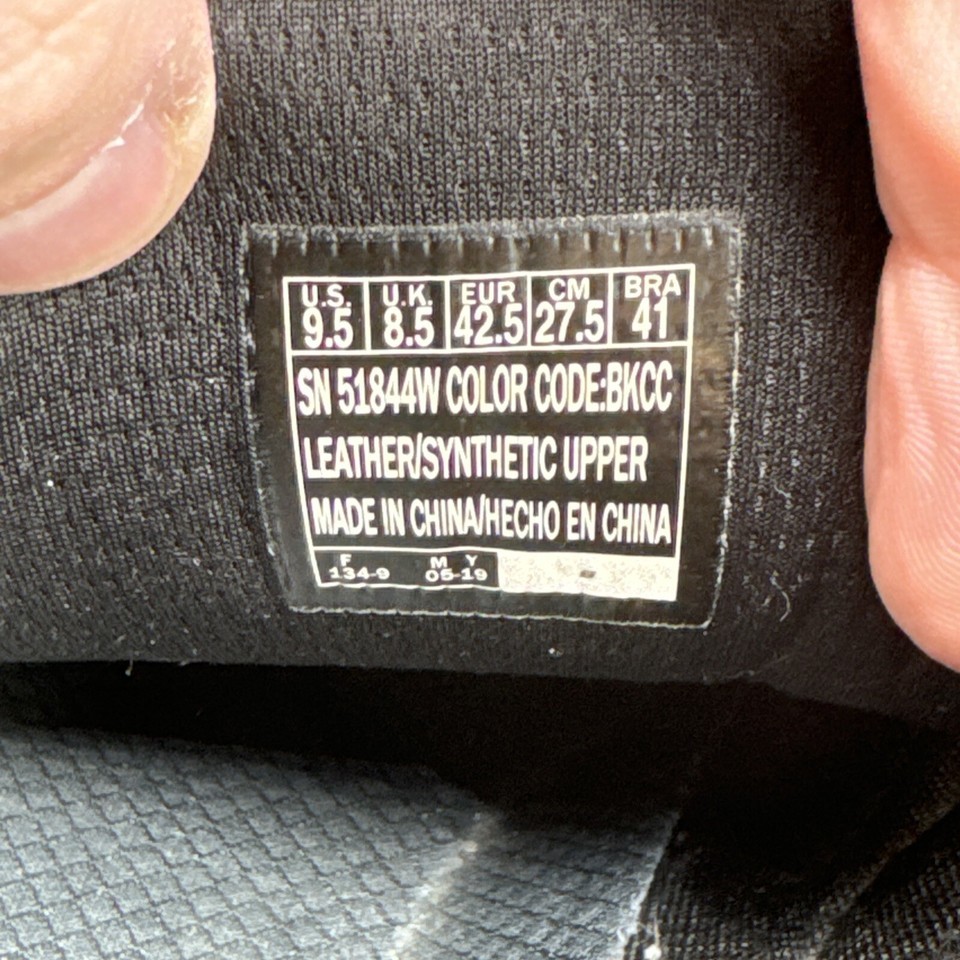 U.S. U.K. EUR CM BRA
9.5 8.5 42.5 27.5 41
SN 51844W COLOR CODE:BKCC
LEATHER/SYNTHETIC UPPER
MADE IN CHINA/HECHO EN CHINA
F M Y
134-9 05-19